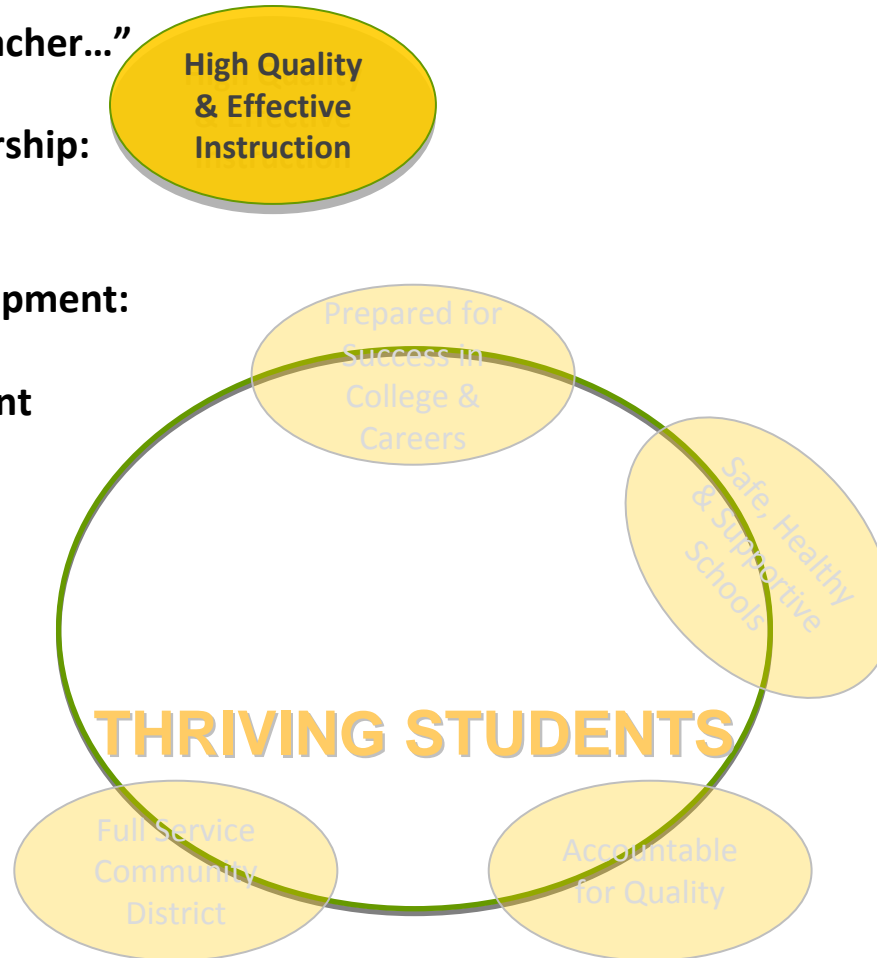 acher…”
High Quality
& Effective
Instruction
rship:
pment:
nt
Prepared for
Success in
College &
Careers
Safe, Healthy
& Supportive
Schools
THRIVING STUDENTS
Full Service
Community
District
Accountable
for Quality